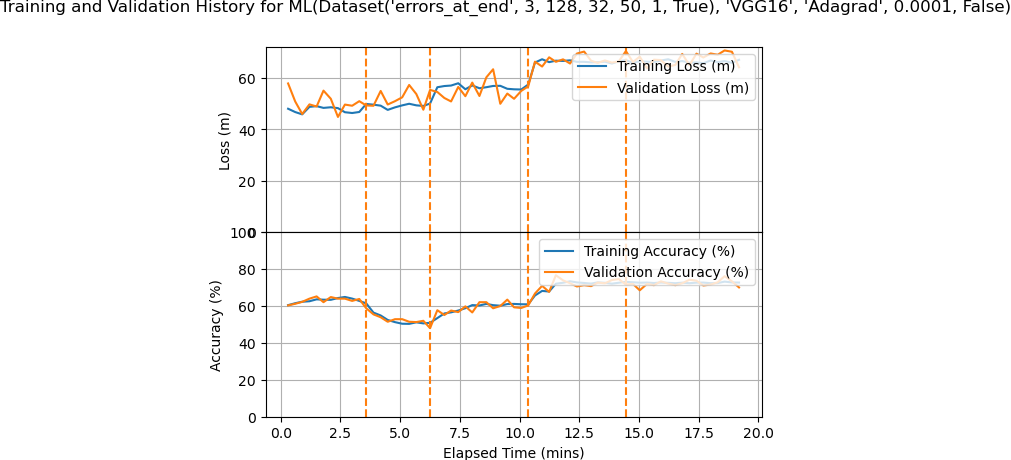 Training and Validation History for ML(Dataset('errors_at_end', 3, 128, 32, 50, 1, True), 'VGG16', 'Adagrad', 0.0001, False)
Loss (m)
60
40
20
0
Training Loss (m)
Validation Loss (m)
Accuracy (%)
100
80
60
40
20
0
Training Accuracy (%)
Validation Accuracy (%)
0.0 2.5 5.0 7.5 10.0 12.5 15.0 17.5 20.0
Elapsed Time (mins)